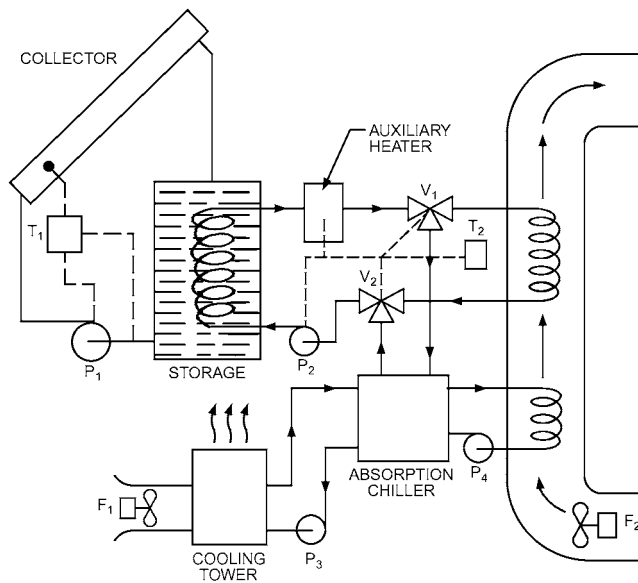 COLLECTOR
AUXILIARY
HEATER
V1
T1
T2
V2
P1
STORAGE
P2
ABSORPTION
CHILLER
P4
F1
F2
P3
COOLING
TOWER